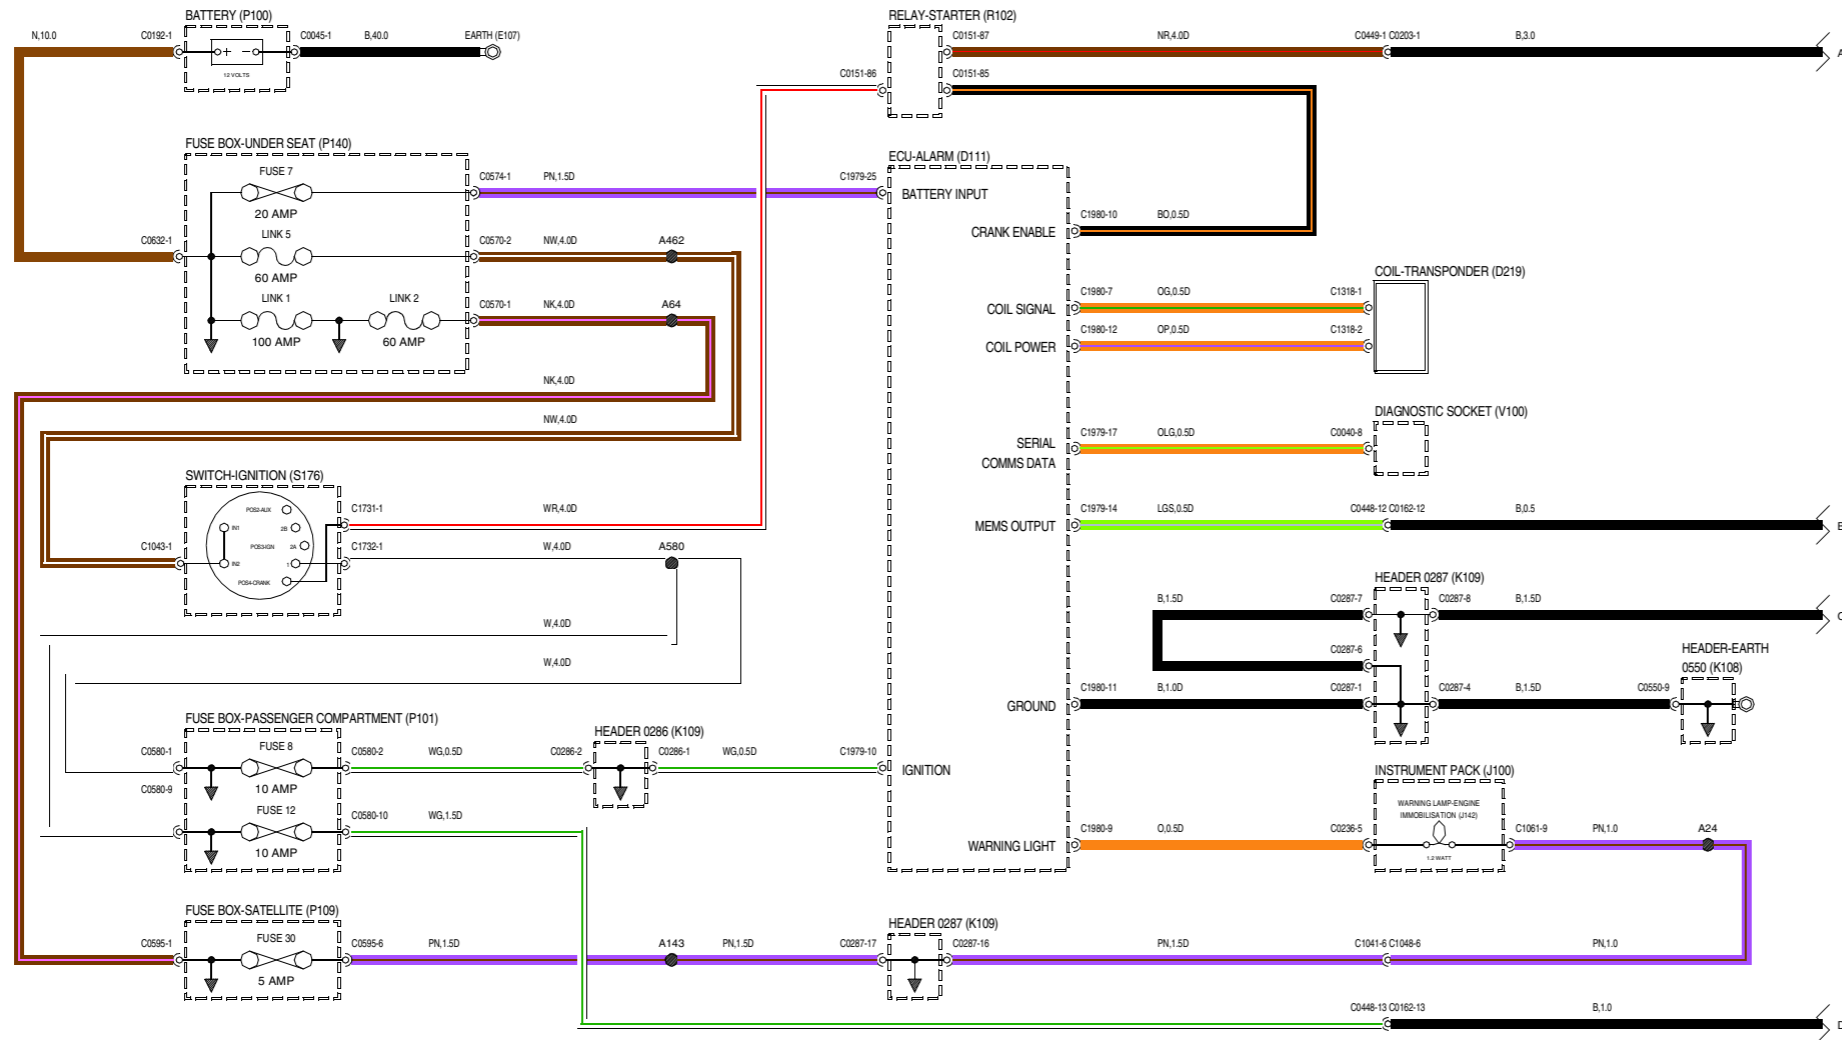 BATTERY (P100)
N,10.0
C0192-1
+ −
12 VOLTS
C0045-1
B,40.0
EARTH (E107)
RELAY-STARTER (R102)
C0151-87
NR,4.0D
C0449-1 C0203-1
B,3.0
A
C0151-86
C0151-85
FUSE BOX-UNDER SEAT (P140)
FUSE 7
20 AMP
C0574-1
PN,1.5D
C1979-25
C0632-1
LINK 5
60 AMP
C0570-2
NW,4.0D
A462
LINK 1
100 AMP
LINK 2
60 AMP
C0570-1
NK,4.0D
A64
NK,4.0D
NW,4.0D
ECU-ALARM (D111)
BATTERY INPUT
CRANK ENABLE
C1980-10
BO,0.5D
COIL-TRANSPONDER (D219)
COIL SIGNAL
C1980-7
OG,0.5D
C1318-1
COIL POWER
C1980-12
OP,0.5D
C1318-2
DIAGNOSTIC SOCKET (V100)
SERIAL
COMMS DATA
C1979-17
OLG,0.5D
C0040-8
SWITCH-IGNITION (S176)
POS2-AUX
IN1
2B
POS3-IGN
2A
IN2
1
POS4-CRANK
C1043-1
C1731-1
WR,4.0D
C1732-1
W,4.0D
A580
W,4.0D
W,4.0D
MEMS OUTPUT
C1979-14
LGS,0.5D
C0448-12 C0162-12
B,0.5
HEADER 0287 (K109)
B,1.5D
C0287-7
C0287-8
B,1.5D
C0287-6
HEADER-EARTH
0550 (K108)
GROUND
C1980-11
B,1.0D
C0287-1
C0287-4
B,1.5D
C0550-9
FUSE BOX-PASSENGER COMPARTMENT (P101)
C0580-1
FUSE 8
10 AMP
C0580-2
WG,0.5D
C0286-2
HEADER 0286 (K109)
C0286-1
WG,0.5D
C1979-10
IGNITION
C0580-9
FUSE 12
10 AMP
C0580-10
WG,1.5D
INSTRUMENT PACK (J100)
WARNING LAMP-ENGINE
IMMOBILISATION (J142)
1.2 WATT
WARNING LIGHT
C1980-9
O,0.5D
C0236-5
C1061-9
PN,1.0
A24
FUSE BOX-SATELLITE (P109)
C0595-1
FUSE 30
5 AMP
C0595-6
PN,1.5D
A143
PN,1.5D
C0287-17
HEADER 0287 (K109)
C0287-16
PN,1.5D
C1041-6 C1048-6
PN,1.0
C0448-13 C0162-13
B,1.0